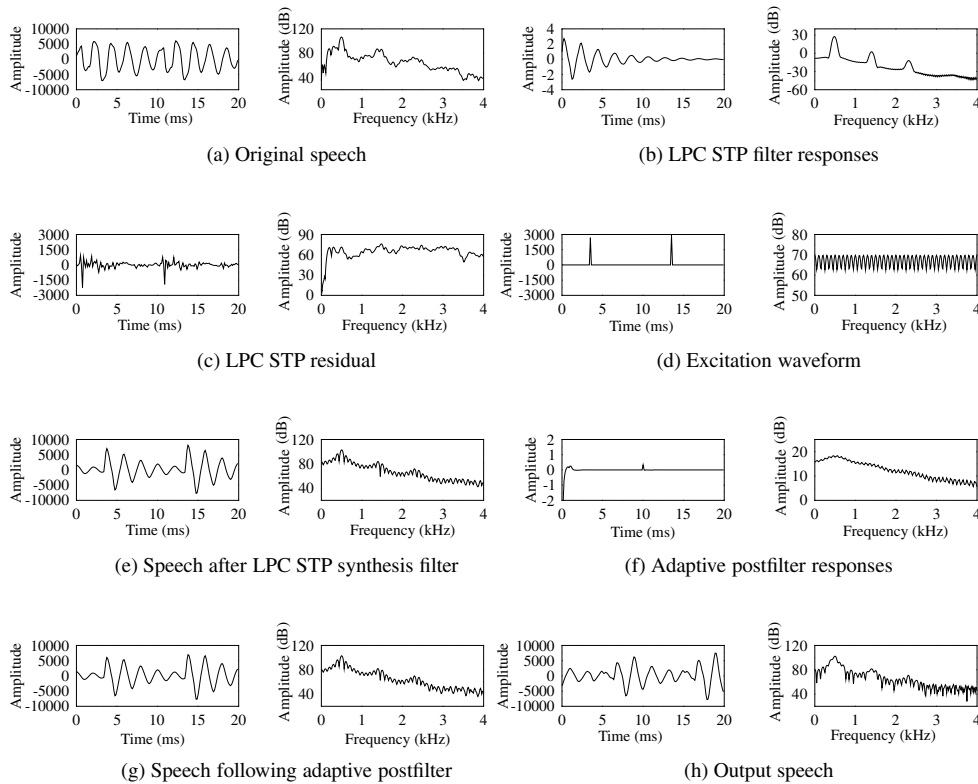 Amplitude
10000
5000
0
-5000
-10000
0 5 10 15 20
Time (ms)
Amplitude (dB)
120
80
40
0 1 2 3 4
Frequency (kHz)
(a) Original speech
Amplitude
4
2
0
-2
-4
0 5 10 15 20
Time (ms)
Amplitude (dB)
30
0
-30
-60
0 1 2 3 4
Frequency (kHz)
(b) LPC STP filter responses
Amplitude
3000
1500
0
-1500
-3000
0 5 10 15 20
Time (ms)
Amplitude (dB)
90
60
30
0
0 1 2 3 4
Frequency (kHz)
(c) LPC STP residual
Amplitude
3000
1500
0
-1500
-3000
0 5 10 15 20
Time (ms)
Amplitude (dB)
80
70
60
50
0 1 2 3 4
Frequency (kHz)
(d) Excitation waveform
Amplitude
10000
5000
0
-5000
-10000
0 5 10 15 20
Time (ms)
Amplitude (dB)
120
80
40
0 1 2 3 4
Frequency (kHz)
(e) Speech after LPC STP synthesis filter
Amplitude
2
1
0
-1
-2
0 5 10 15 20
Time (ms)
Amplitude (dB)
20
10
0
0 1 2 3 4
Frequency (kHz)
(f) Adaptive postfilter responses
Amplitude
10000
5000
0
-5000
-10000
0 5 10 15 20
Time (ms)
Amplitude (dB)
120
80
40
0 1 2 3 4
Frequency (kHz)
(g) Speech following adaptive postfilter
Amplitude
10000
5000
0
-5000
-10000
0 5 10 15 20
Time (ms)
Amplitude (dB)
120
80
40
0 1 2 3 4
Frequency (kHz)
(h) Output speech